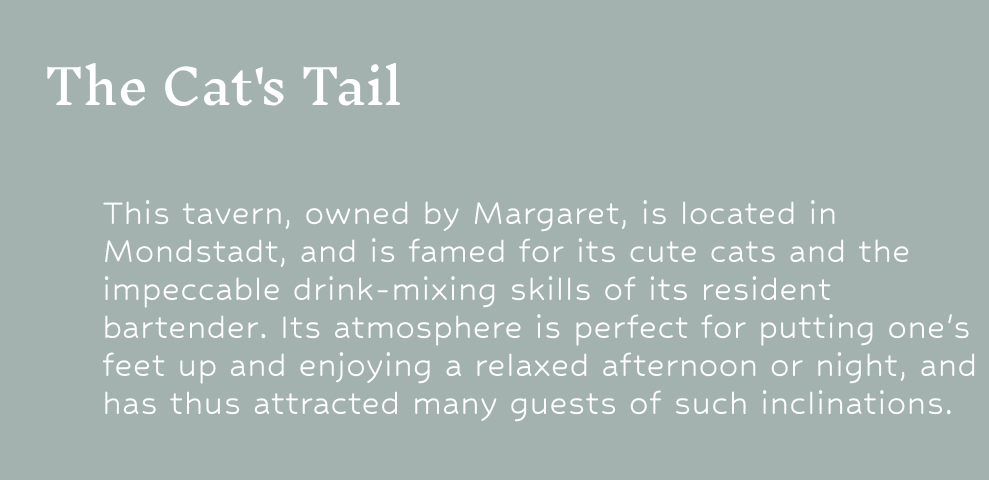 The Cat's Tail
This tavern, owned by Margaret, is located in
Mondstadt, and is famed for its cute cats and the
impeccable drink-mixing skills of its resident
bartender. Its atmosphere is perfect for putting one’s
feet up and enjoying a relaxed afternoon or night, and
has thus attracted many guests of such inclinations.